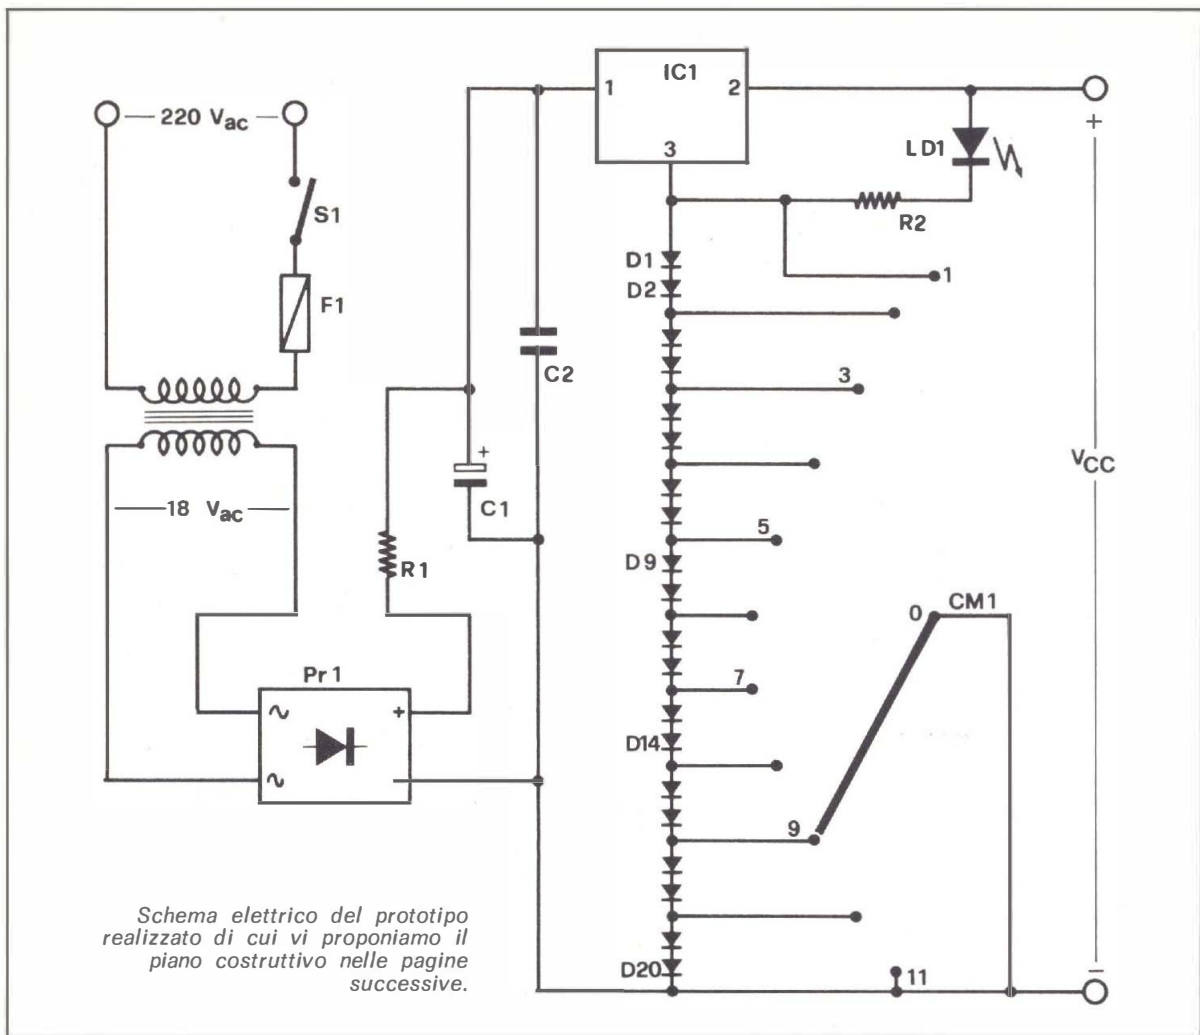 220 Vac
S1
F1
18 Vac
Pr1
~
~
+
−
R1
+
C1
C2
IC1
1
2
3
LD1
R2
+
VCC
−
D1
D2
D9
D14
D20
1
3
5
7
9
11
0
CM1
Schema elettrico del prototipo
realizzato di cui vi proponiamo il
piano costruttivo nelle pagine
successive.